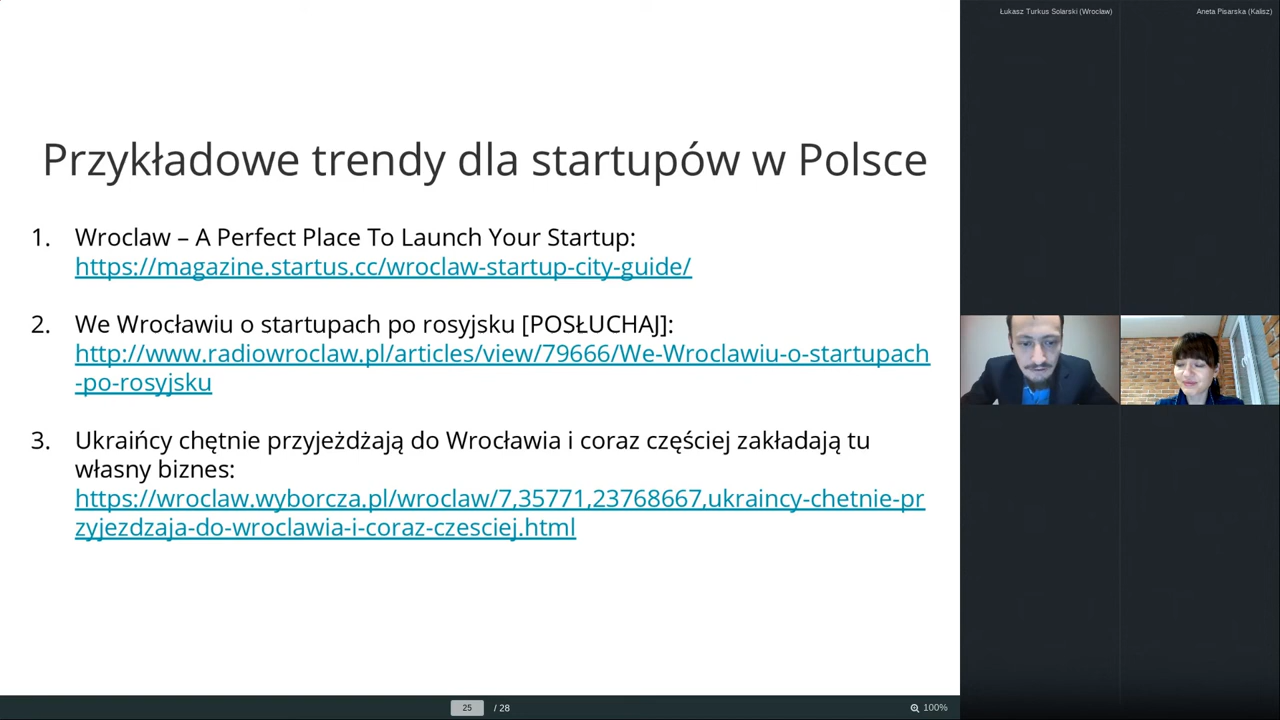 Łukasz Turkus Solarski (Wroclaw)
Aneta Pisarska (Kalisz)
Przykładowe trendy dla startupów w Polsce
1. Wroclaw – A Perfect Place To Launch Your Startup:
https://magazine.startus.cc/wroclaw-startup-city-guide/
2. We Wrocławiu o startupach po rosyjsku [POSŁUCHAJ]:
http://www.radiowroclaw.pl/articles/view/79666/We-Wroclawiu-o-startupach
-po-rosyjsku
3. Ukraińcy chętnie przyjeżdżają do Wrocławia i coraz częściej zakładają tu
własny biznes:
https://wroclaw.wyborcza.pl/wroclaw/7,35771,23768667,ukraincy-chetnie-pr
zyjezdzaja-do-wroclawia-i-coraz-czesciej.html
25 / 28
100%